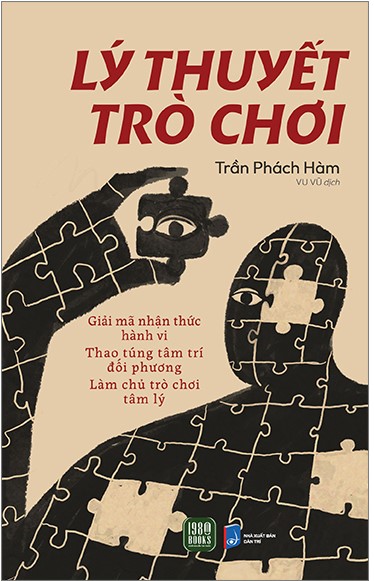 LÝ THUYẾT
TRÒ CHƠI
Trần Phách Hàm
VU VŨ dịch
Giải mã nhận thức
hành vi
Thao túng tâm trí
đối phương
Làm chủ trò chơi
tâm lý
1980
BOOKS
NHÀ XUẤT BẢN
DÂN TRÍ